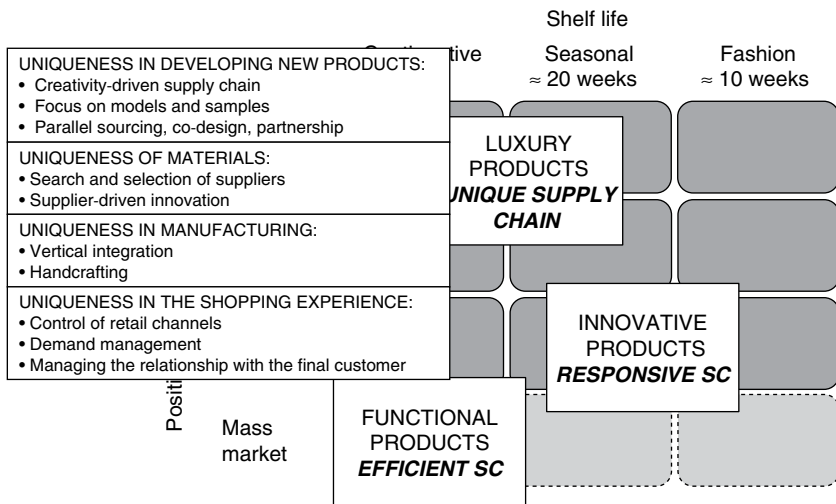 Shelf life
Seasonal
≈ 20 weeks
Fashion
≈ 10 weeks
UNIQUENESS IN DEVELOPING NEW PRODUCTS:
• Creativity-driven supply chain
• Focus on models and samples
• Parallel sourcing, co-design, partnership
UNIQUENESS OF MATERIALS:
• Search and selection of suppliers
• Supplier-driven innovation
UNIQUENESS IN MANUFACTURING:
• Vertical integration
• Handcrafting
UNIQUENESS IN THE SHOPPING EXPERIENCE:
• Control of retail channels
• Demand management
• Managing the relationship with the final customer
LUXURY
PRODUCTS
UNIQUE SUPPLY
CHAIN
INNOVATIVE
PRODUCTS
RESPONSIVE SC
Mass
market
FUNCTIONAL
PRODUCTS
EFFICIENT SC